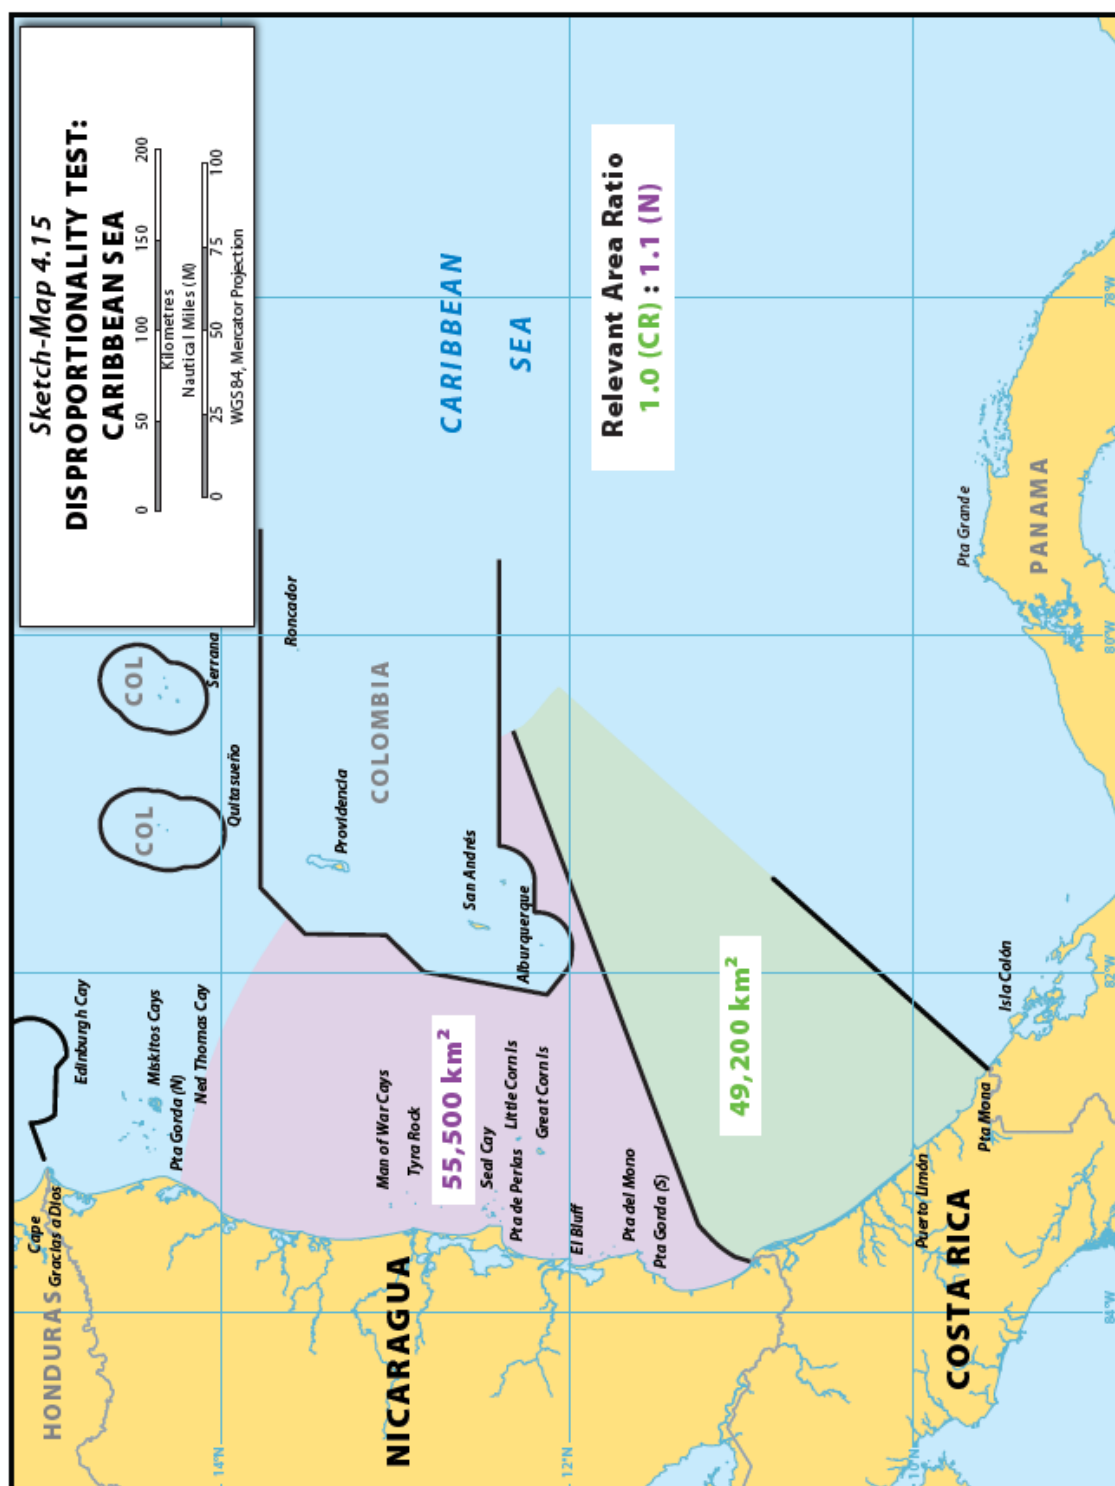 Sketch-Map 4.15
DISPROPORTIONALITY TEST:
CARIBBEAN SEA
0 50 100 150 200
Kilometres
Nautical Miles (M)
0 25 50 75 100
WGS 84, Mercator Projection
HONDURAS
Cape
Gracias a Dios
Edinburgh Cay
Miskitos Cays
Pta Gorda (N)
Ned Thomas Cay
COL
Quitasueño
COL
Serrana
Roncador
Providencia
COLOMBIA
San Andrés
Alburquerque
NICARAGUA
Man of War Cays
Tyra Rock
55,500 km²
Seal Cay
Little Corn Is
Pta de Perlas
Great Corn Is
El Bluff
Pta del Mono
Pta Gorda (S)
CARIBBEAN
SEA
Relevant Area Ratio
1.0 (CR) : 1.1 (N)
49,200 km²
Puerto Limón
COSTA RICA
Pta Mona
Isla Colón
Pta Grande
PANAMA
14°N
12°N
10°N
84°W
82°W
80°W
78°W